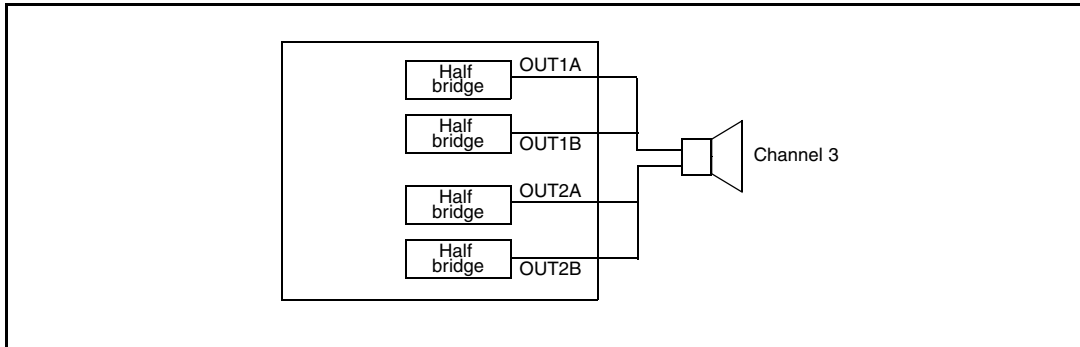 Half
bridge
OUT1A
Half
bridge
OUT1B
Channel 3
Half
bridge
OUT2A
Half
bridge
OUT2B